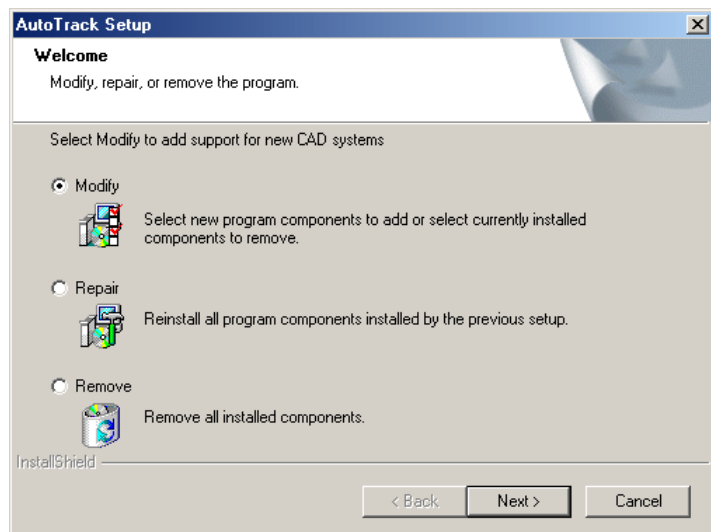 AutoTrack Setup
Welcome
Modify, repair, or remove the program.
Select Modify to add support for new CAD systems
Modify
Select new program components to add or select currently installed
components to remove.
Repair
Reinstall all program components installed by the previous setup.
Remove
Remove all installed components.
InstallShield
< Back Next > Cancel